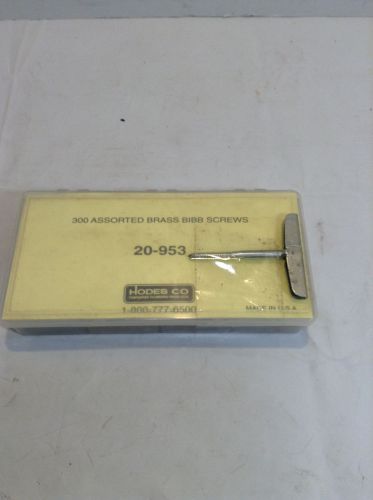 300 ASSORTED BRASS BIBB SCREWS
20-953
HODES CO
1-800-777-6500
MADE IN U.S.A.